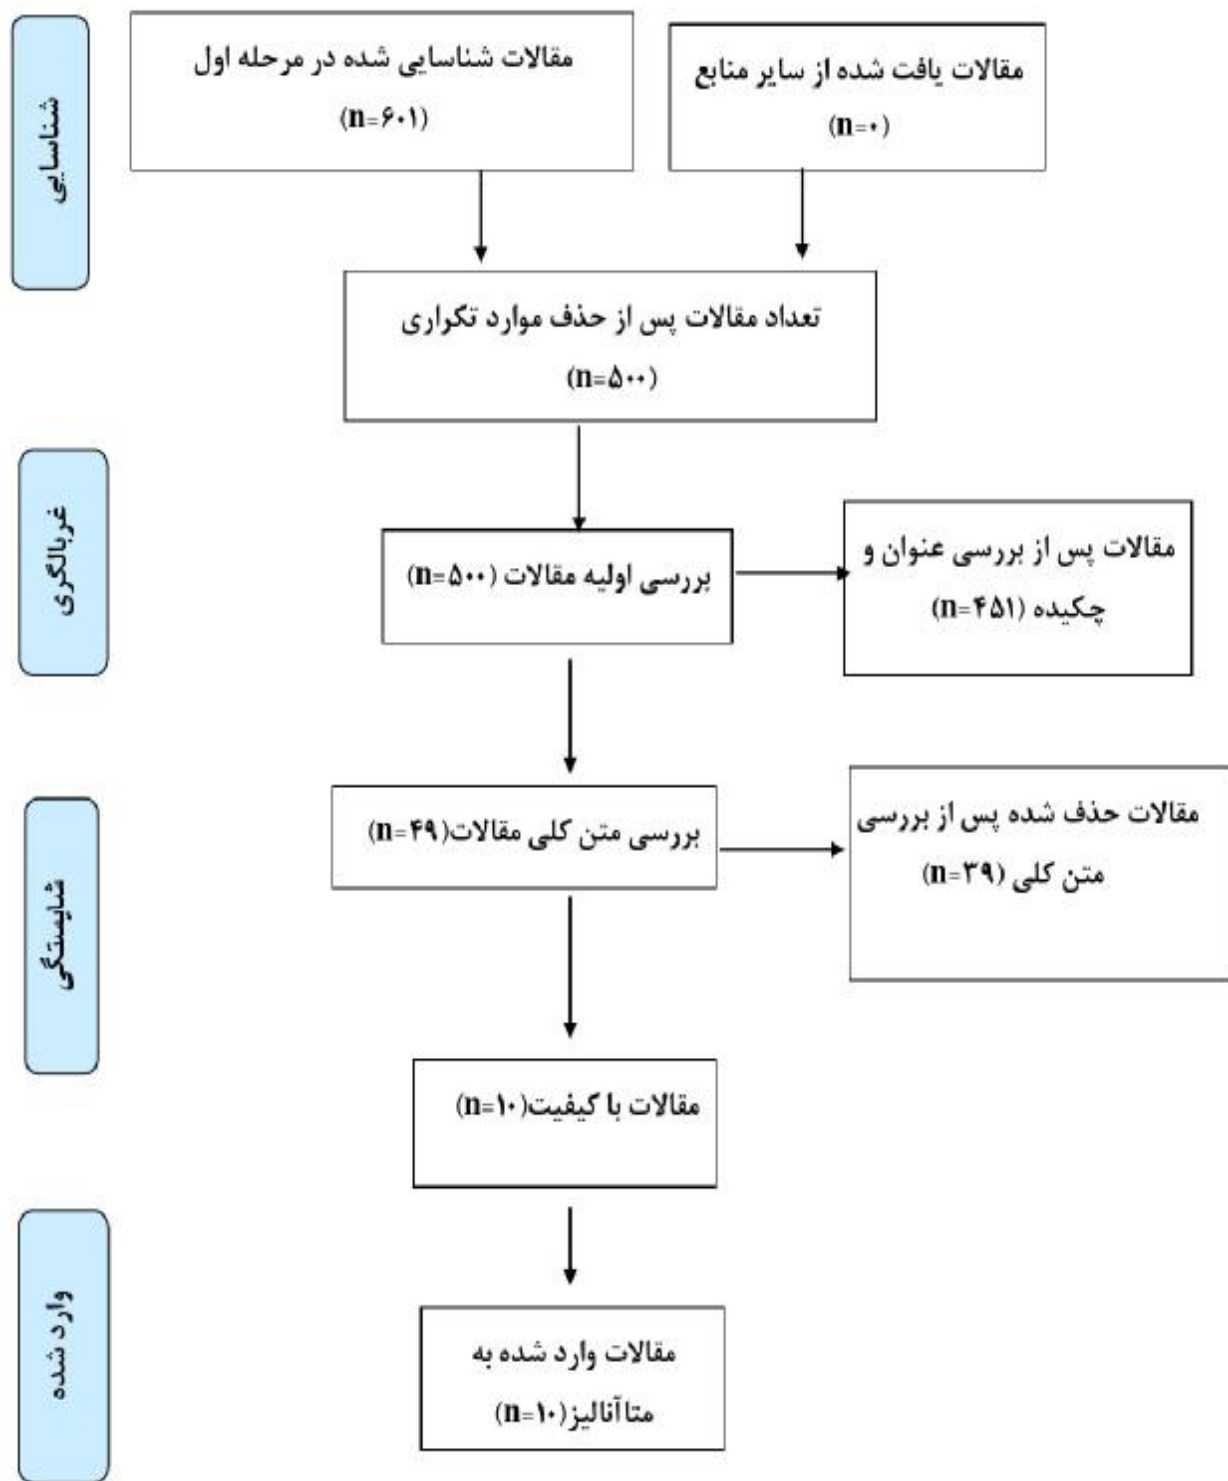 شناسایی
مقالات شناسایی شده در مرحله اول
(n=۶۰۱)
مقالات یافت شده از سایر منابع
(n=۰)
تعداد مقالات پس از حذف موارد تکراری
(n=۵۰۰)
غربالگری
بررسی اولیه مقالات (n=۵۰۰)
مقالات پس از بررسی عنوان و
چکیده (n=۴۵۱)
شایستگی
بررسی متن کلی مقالات(n=۴۹)
مقالات حذف شده پس از بررسی
متن کلی (n=۳۹)
مقالات با کیفیت(n=۱۰)
وارد شده
مقالات وارد شده به
متاآنالیز(n=۱۰)